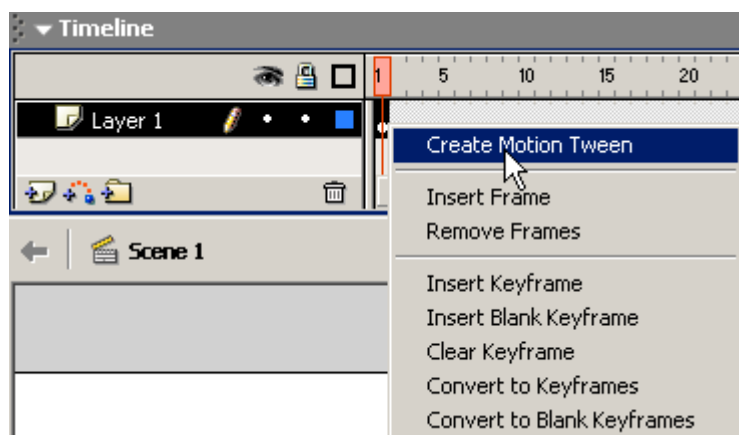 Timeline
1 5 10 15 20
Layer 1
Create Motion Tween
Insert Frame
Remove Frames
Scene 1
Insert Keyframe
Insert Blank Keyframe
Clear Keyframe
Convert to Keyframes
Convert to Blank Keyframes